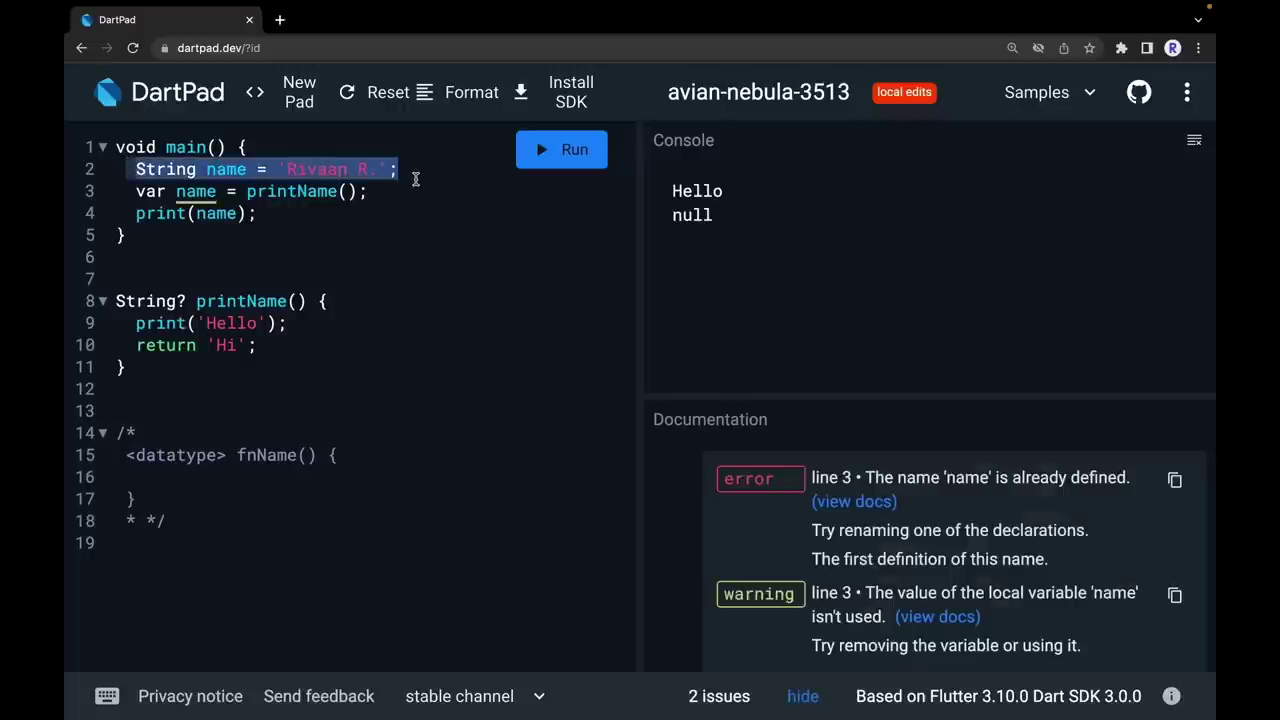 DartPad
dartpad.dev/?id
R
DartPad
<> New Pad
Reset
Format
Install SDK
avian-nebula-3513
local edits
Samples
Run
1 void main() {
2 String name = 'Rivaan R.';
3 var name = printName();
4 print(name);
5 }
6
7
8 String? printName() {
9 print('Hello');
10 return 'Hi';
11 }
12
13
14 /*
15 <datatype> fnName() {
16
17 }
18 * */
19
Console
Hello
null
Documentation
error line 3 • The name 'name' is already defined.
(view docs)
Try renaming one of the declarations.
The first definition of this name.
warning line 3 • The value of the local variable 'name'
isn't used. (view docs)
Try removing the variable or using it.
Privacy notice Send feedback stable channel 2 issues hide Based on Flutter 3.10.0 Dart SDK 3.0.0